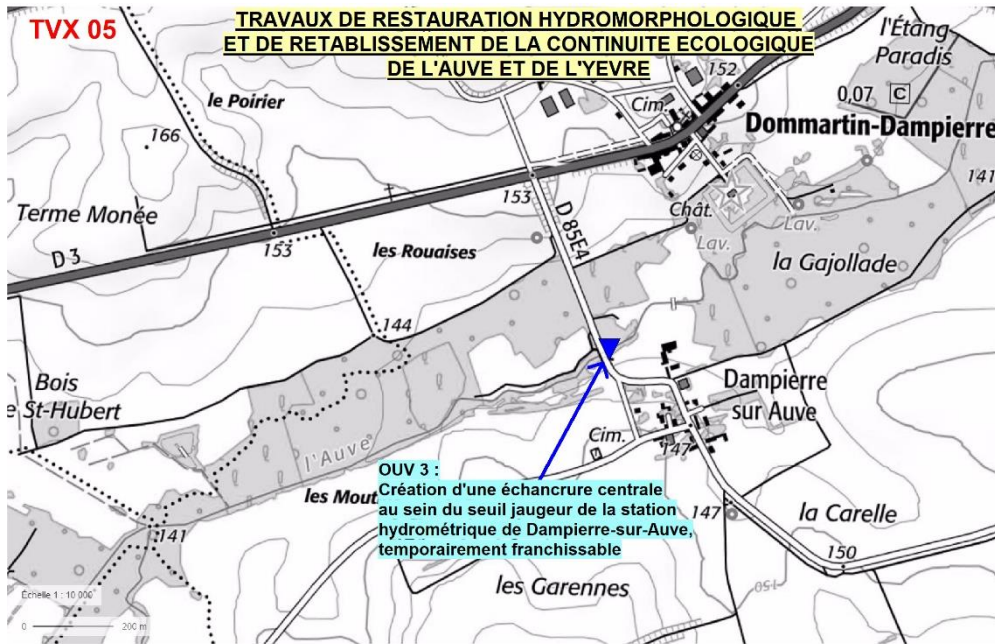 TVX 05
TRAVAUX DE RESTAURATION HYDROMORPHOLOGIQUE
ET DE RETABLISSEMENT DE LA CONTINUITE ECOLOGIQUE
DE L'AUVE ET DE L'YEVRE
l'Étang
Paradis
152
le Poirier
Cim.
0,07 C
166
Dommartin-Dampierre
141
Terme Monée
153
Chât.
Lav.
Lav.
D 3
153
les Rouaises
D 85E4
la Gajollade
144
Bois
St-Hubert
Dampierre
sur Auve
l'Auve
Cim.
147
OUV 3 :
Création d'une échancrure centrale
au sein du seuil jaugeur de la station
hydrométrique de Dampierre-sur-Auve,
temporairement franchissable
les
147
la Carelle
141
150
les Garennes
150
Échelle 1 : 10 000
0 200 m